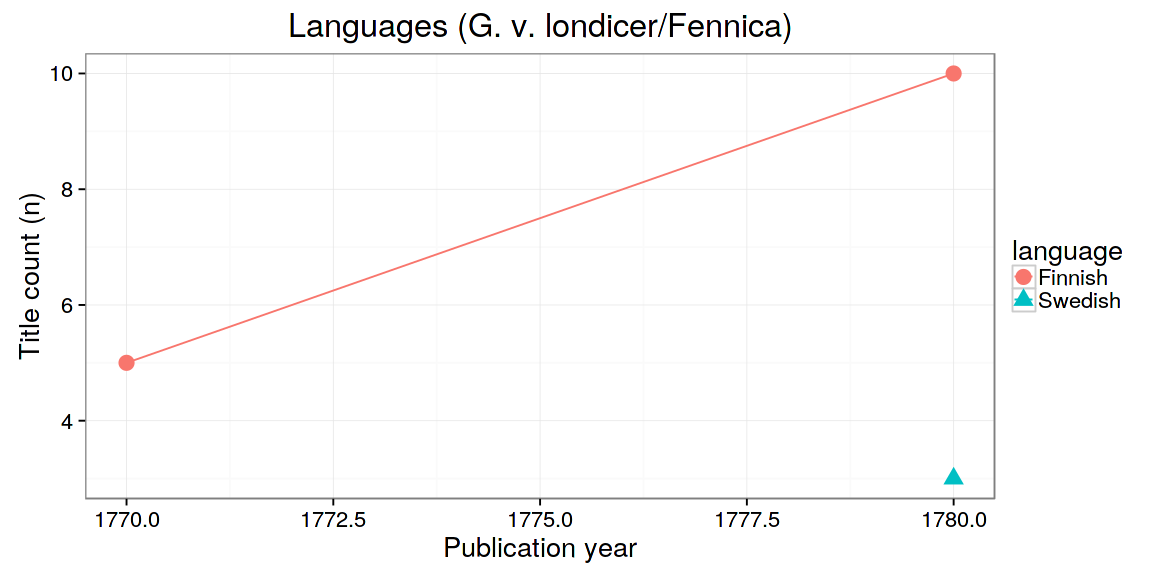 Languages (G. v. londicer/Fennica)
10
8
6
4
Title count (n)
1770.0 1772.5 1775.0 1777.5 1780.0
Publication year
language
Finnish
Swedish